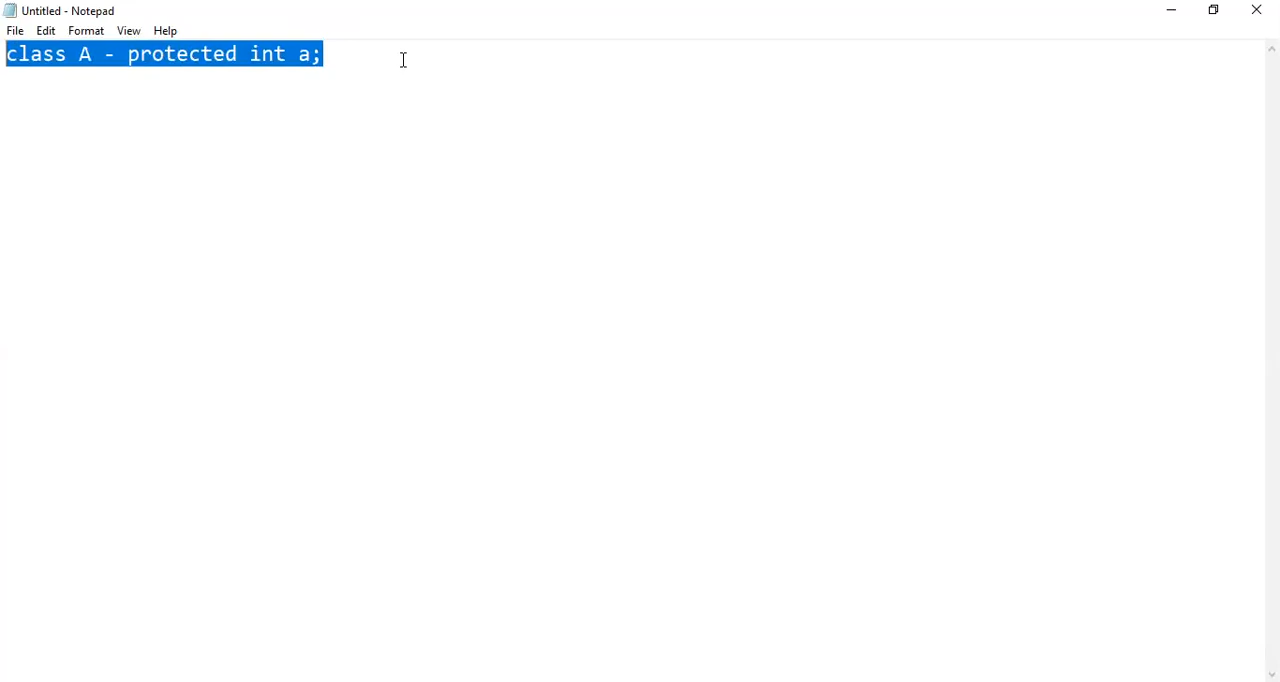 Untitled - Notepad
File Edit Format View Help
class A - protected int a;